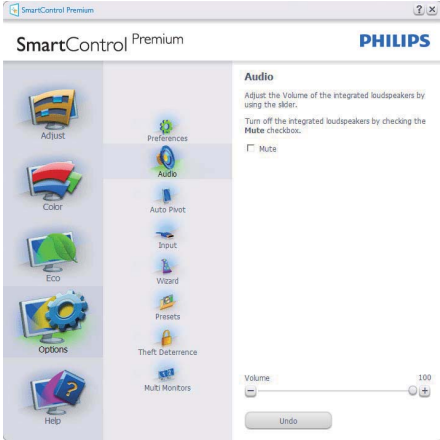 SmartControl Premium
SmartControl Premium
PHILIPS
Adjust
Color
Eco
Options
Help
Preferences
Audio
Auto Pivot
Input
Wizard
Presets
Theft Deterrence
Multi Monitors
Audio
Adjust the Volume of the integrated loudspeakers by
using the slider.
Turn off the integrated loudspeakers by checking the
Mute checkbox.
Mute
Volume 100
Undo